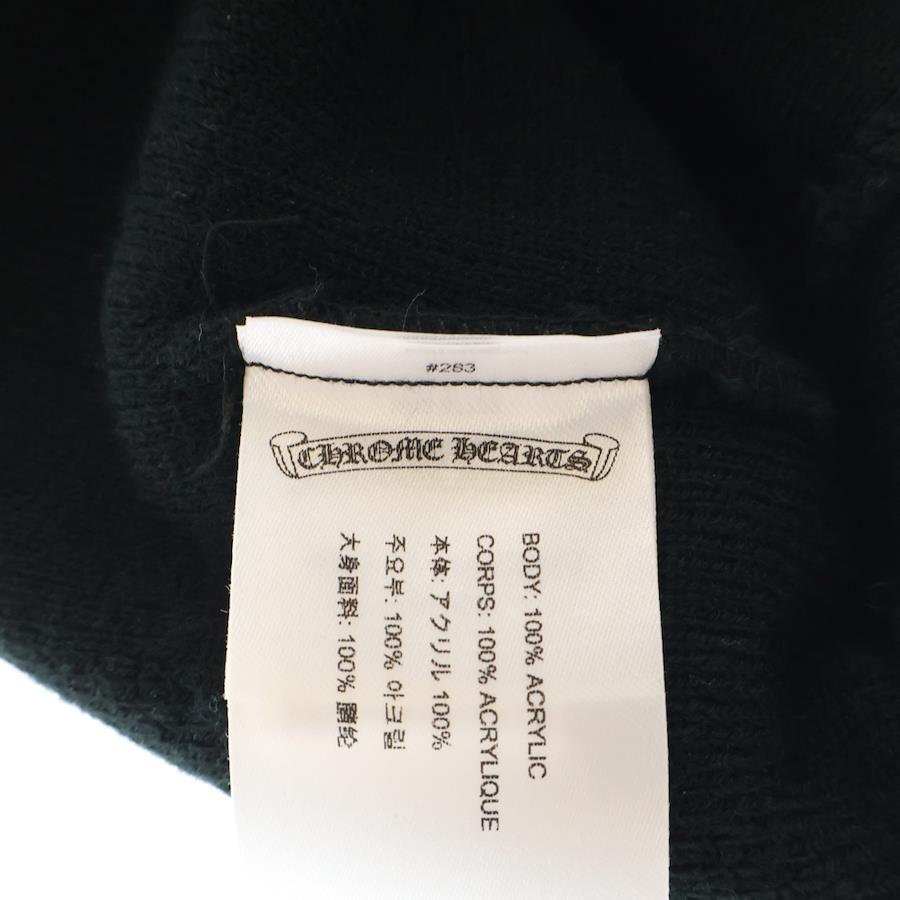 #283
CHROME HEARTS
BODY: 100% ACRYLIC
CORPS: 100% ACRYLIQUE
本体: アクリル 100%
주요부: 100% 아크릴
大身面料: 100% 腈纶